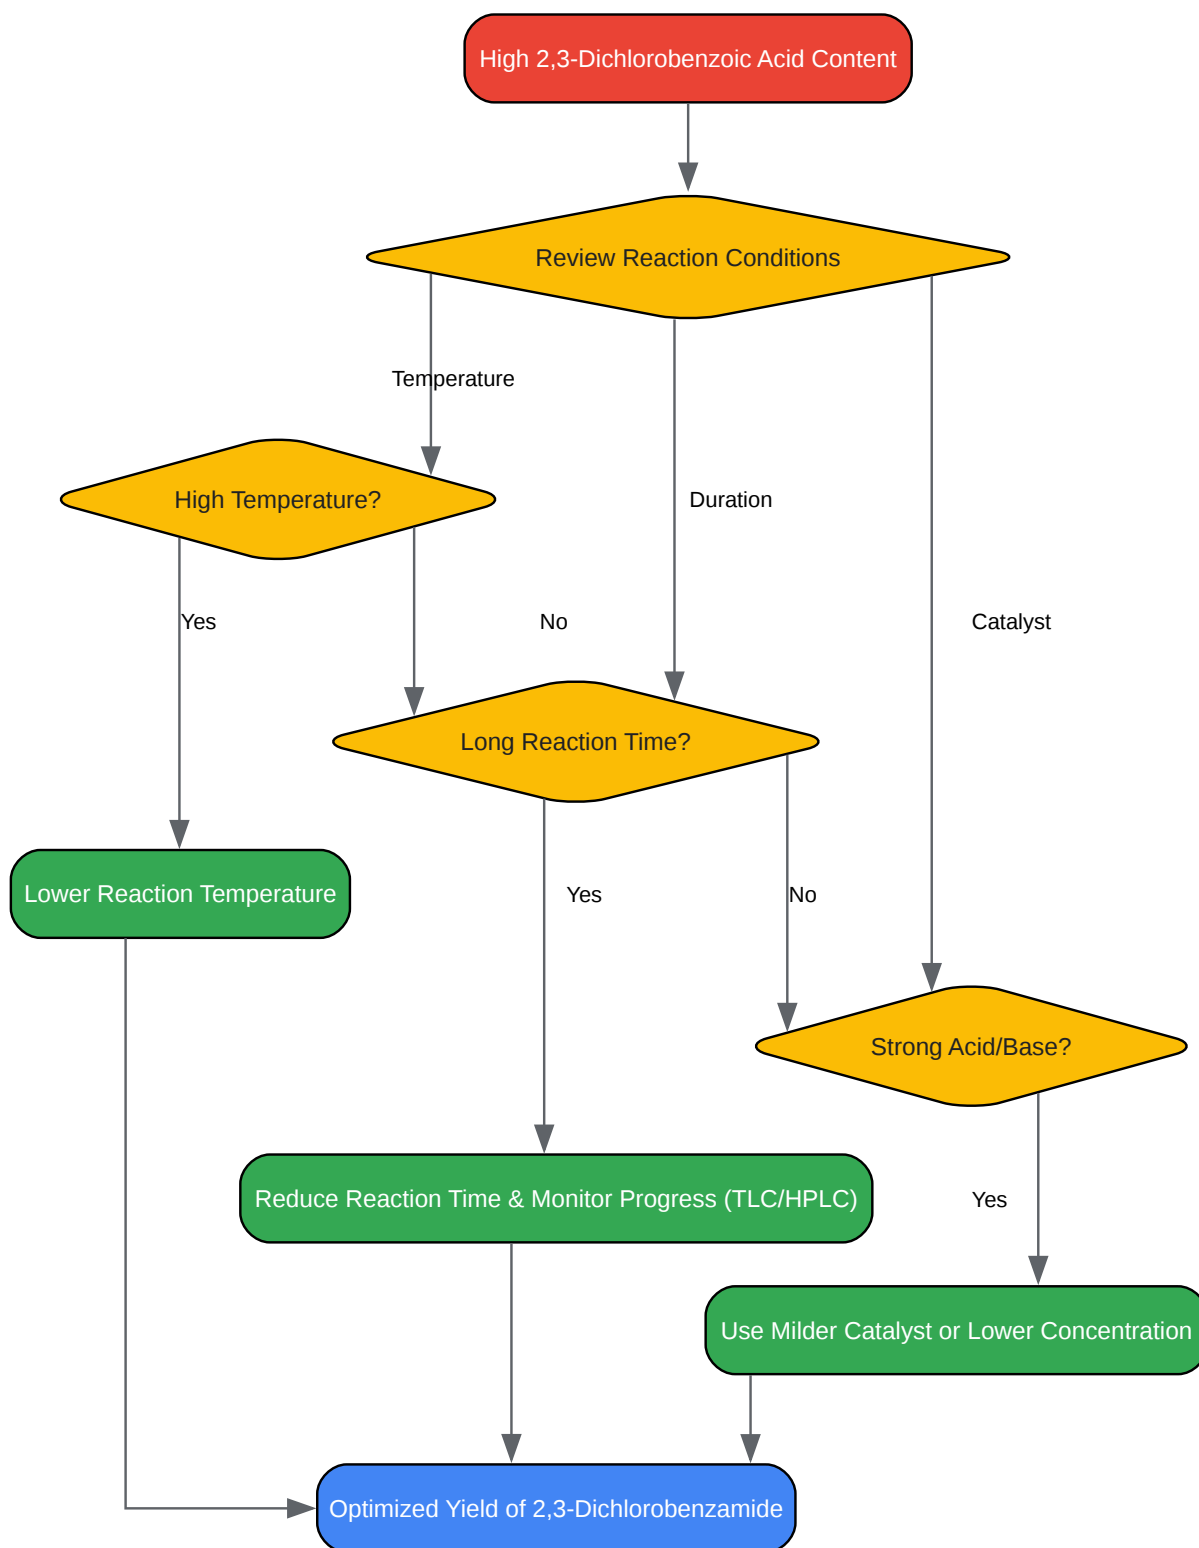 High 2,3-Dichlorobenzoic Acid Content
Review Reaction Conditions
Temperature
High Temperature?
Duration
Yes
No
Catalyst
Long Reaction Time?
Lower Reaction Temperature
Yes
No
Strong Acid/Base?
Reduce Reaction Time & Monitor Progress (TLC/HPLC)
Yes
Use Milder Catalyst or Lower Concentration
Optimized Yield of 2,3-Dichlorobenzamide